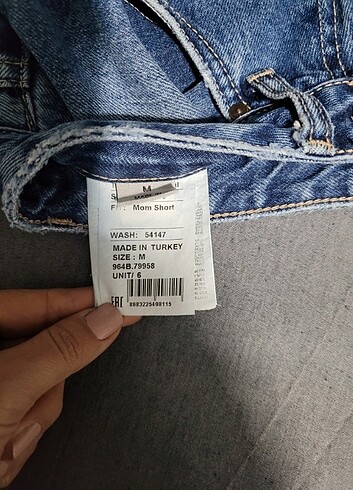 M
Mom Short
WASH: 54147
MADE IN TURKEY
SIZE : M
964B.79958
UNIT/ 6
EAC
8683225498115